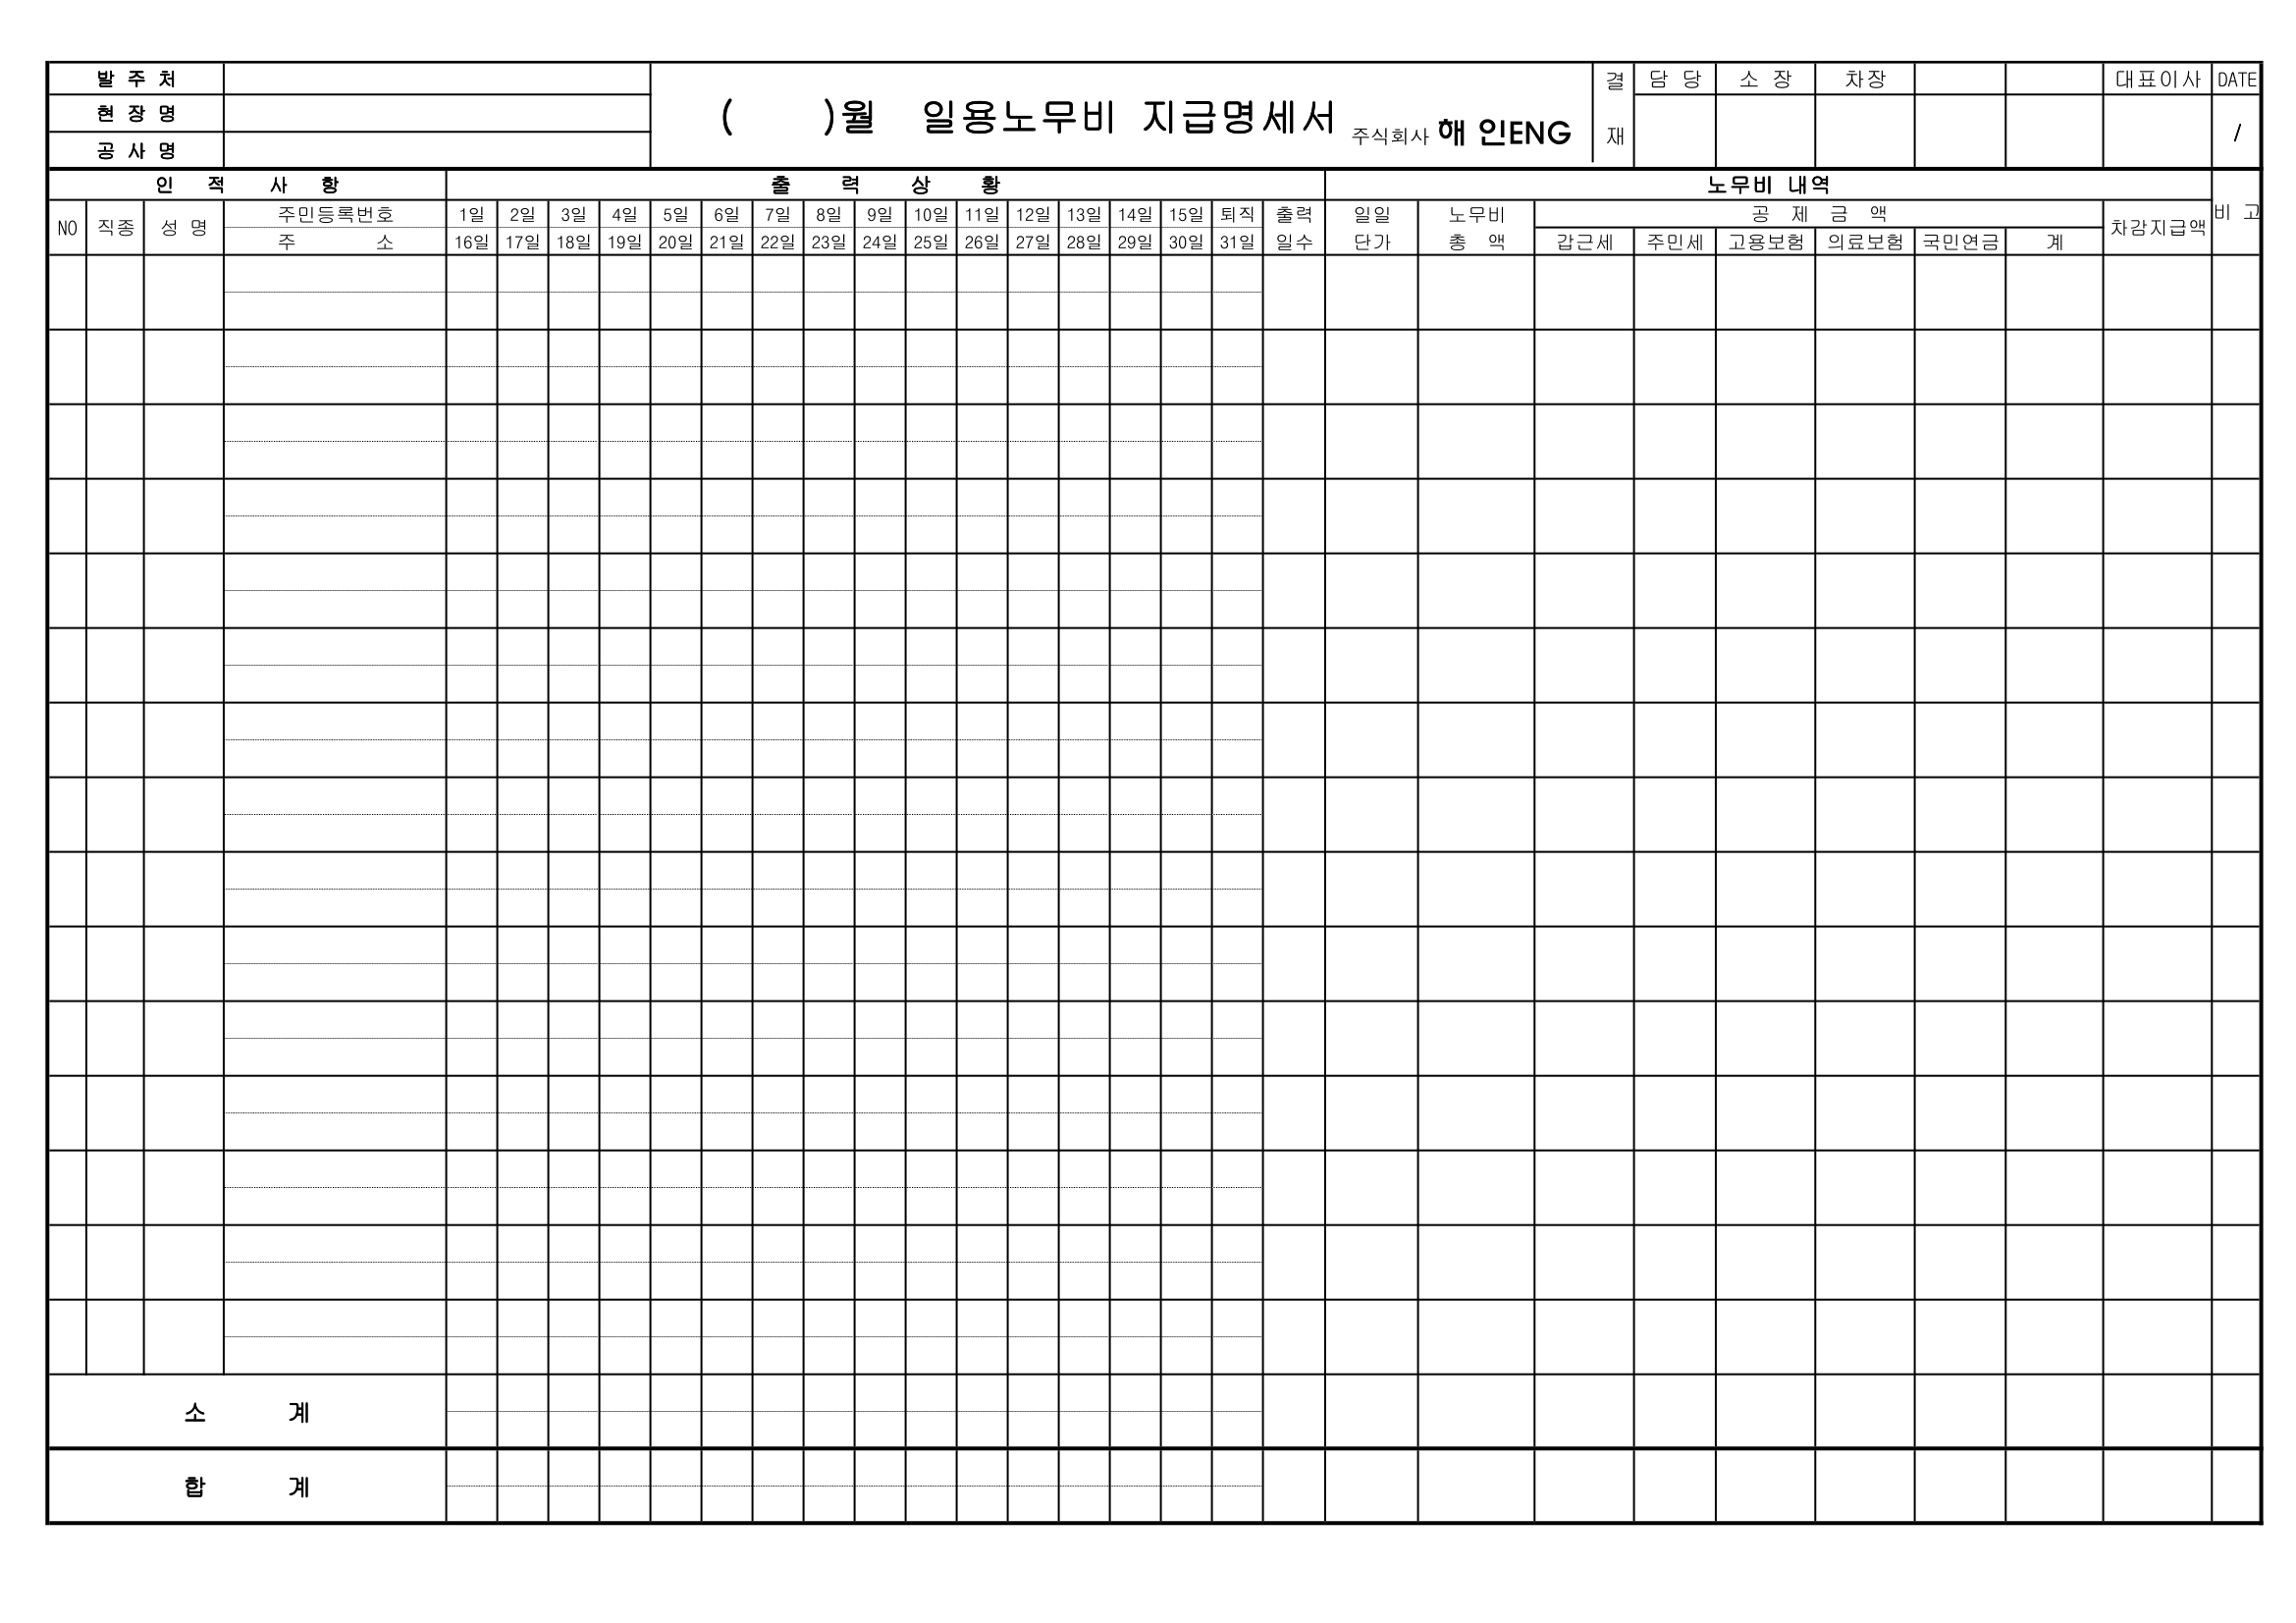 발 주 처
현 장 명
공 사 명
( )월 일용노무비 지급명세서 주식회사 해 인ENG
결 재
담 당 소 장 차장 대표이사 DATE
/
인 적 사 항 출 력 상 황 노무비 내역
NO 직종 성 명 주민등록번호 1일 2일 3일 4일 5일 6일 7일 8일 9일 10일 11일 12일 13일 14일 15일 퇴직 출력 일일 노무비 공 제 금 액 차감지급액 비 고
주 소 16일 17일 18일 19일 20일 21일 22일 23일 24일 25일 26일 27일 28일 29일 30일 31일 일수 단가 총 액 갑근세 주민세 고용보험 의료보험 국민연금 계
소 계
합 계